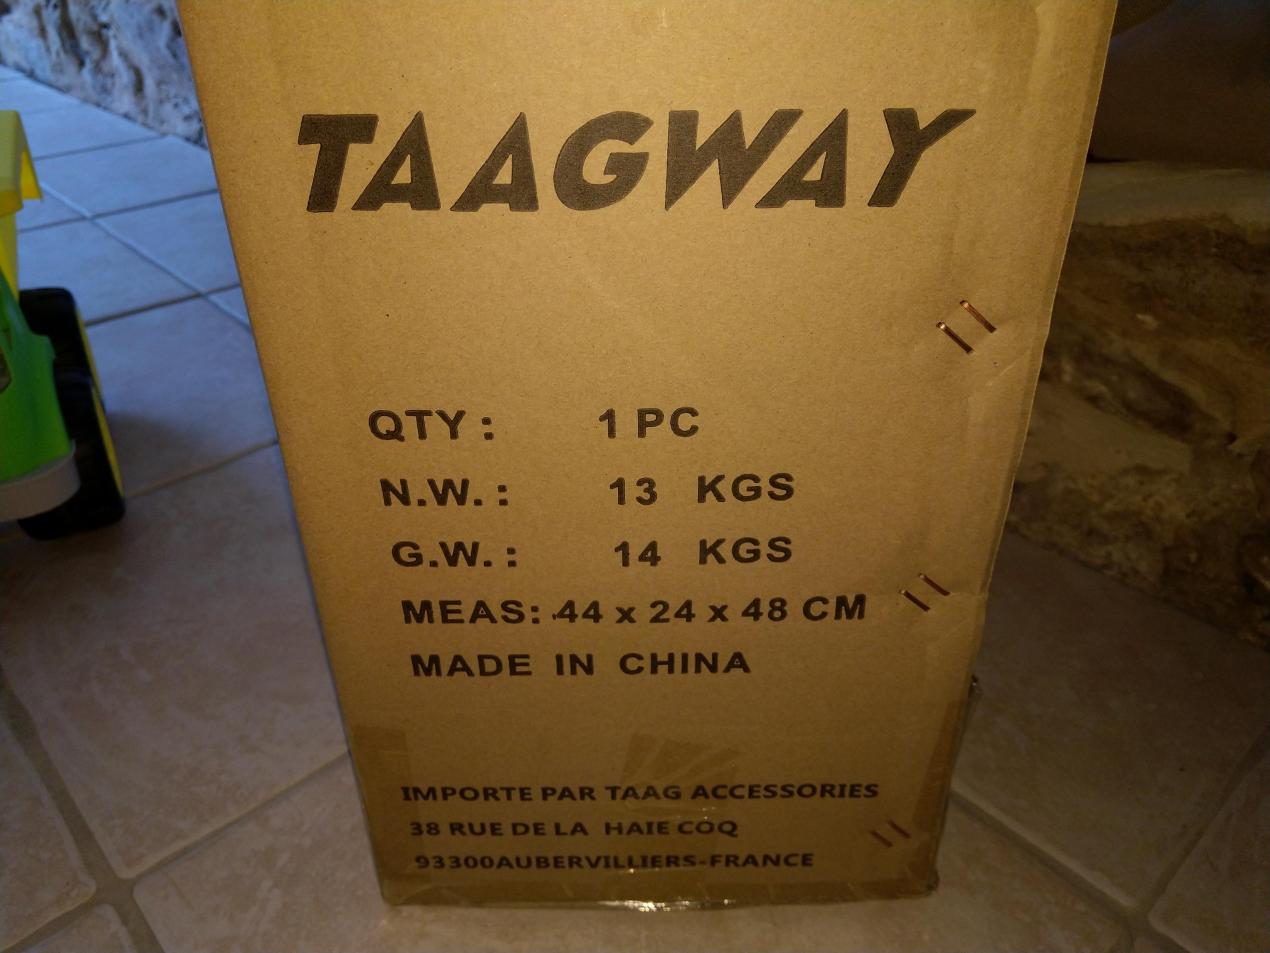 TAAGWAY
QTY : 1 PC
N.W. : 13 KGS
G.W. : 14 KGS
MEAS: 44 x 24 x 48 CM
MADE IN CHINA
IMPORTE PAR TAAG ACCESSORIES
38 RUE DE LA HAIE COQ
93300AUBERVILLIERS-FRANCE